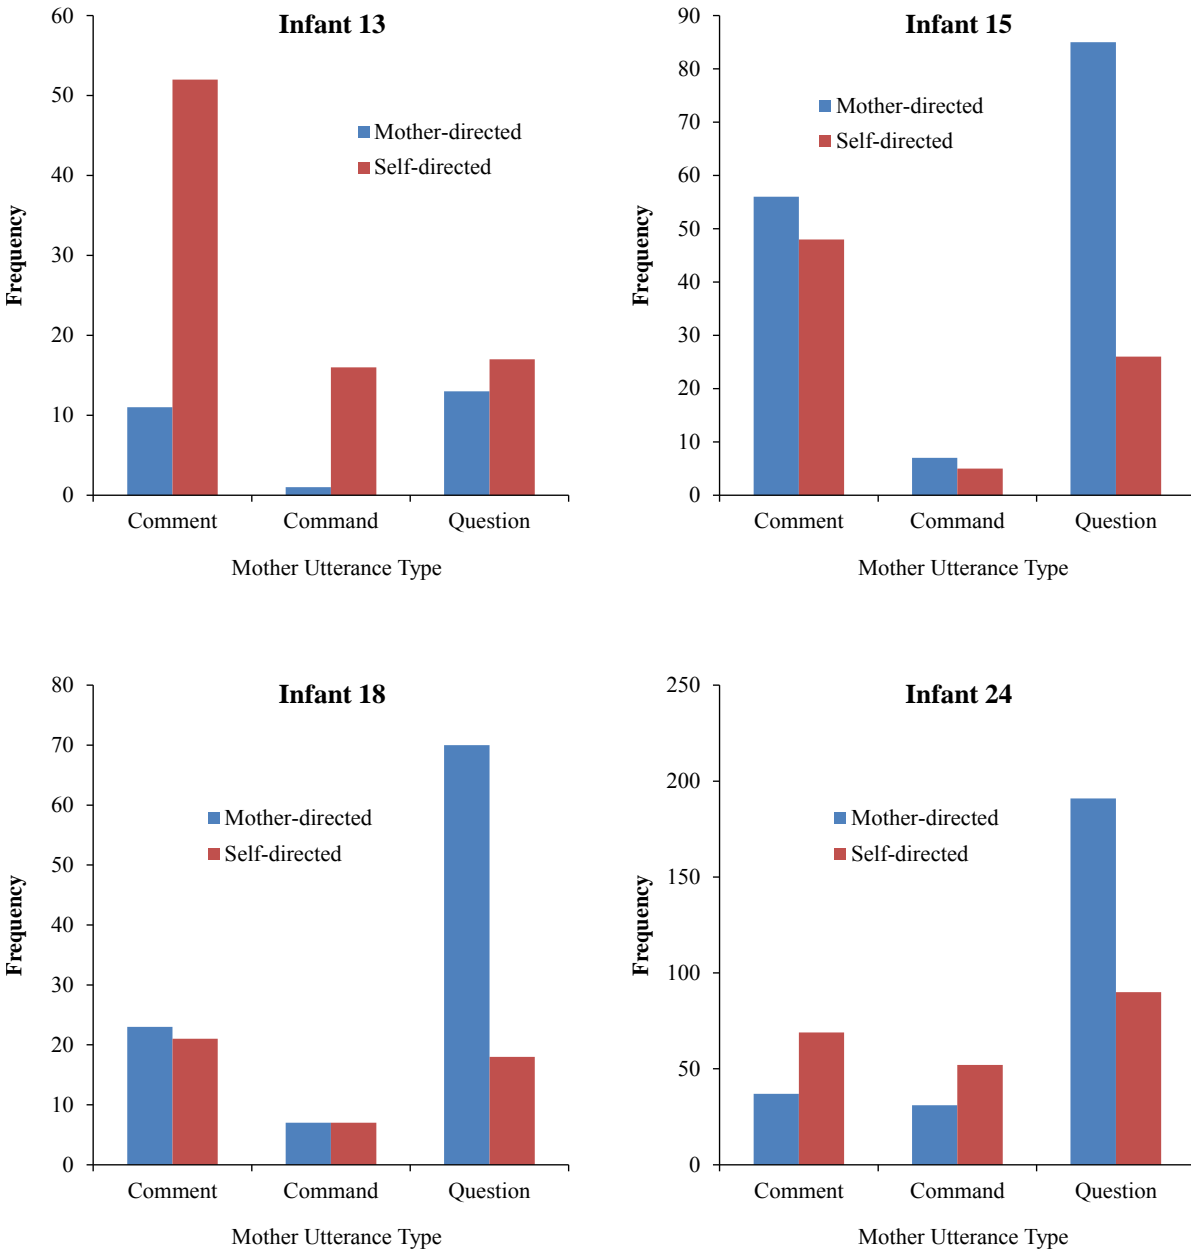 Infant 13
60
50
40
30
20
10
0
Frequency
Mother-directed
Self-directed
Comment Command Question
Mother Utterance Type
Infant 15
90
80
70
60
50
40
30
20
10
0
Frequency
Mother-directed
Self-directed
Comment Command Question
Mother Utterance Type
Infant 18
80
70
60
50
40
30
20
10
0
Frequency
Mother-directed
Self-directed
Comment Command Question
Mother Utterance Type
Infant 24
250
200
150
100
50
0
Frequency
Mother-directed
Self-directed
Comment Command Question
Mother Utterance Type